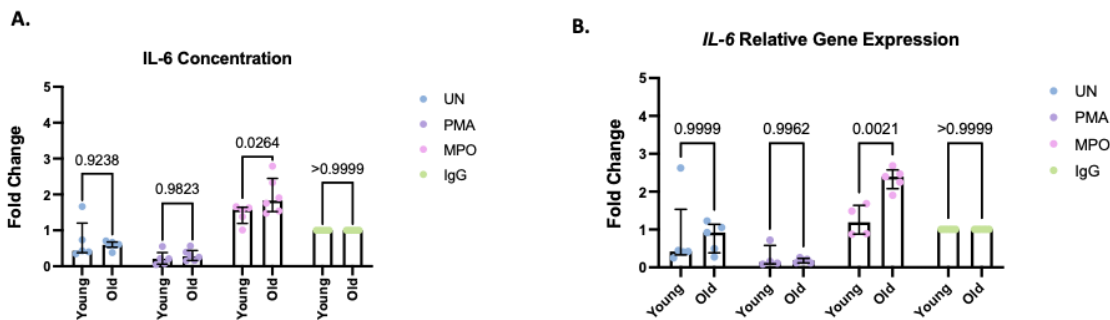 A.
IL-6 Concentration
Fold Change
5
4
3
2
1
0
0.9238
0.9823
0.0264
>0.9999
Young
Old
Young
Old
Young
Old
Young
Old
UN
PMA
MPO
IgG
B.
IL-6 Relative Gene Expression
Fold Change
5
4
3
2
1
0
0.9999
0.9962
0.0021
>0.9999
Young
Old
Young
Old
Young
Old
Young
Old
UN
PMA
MPO
IgG